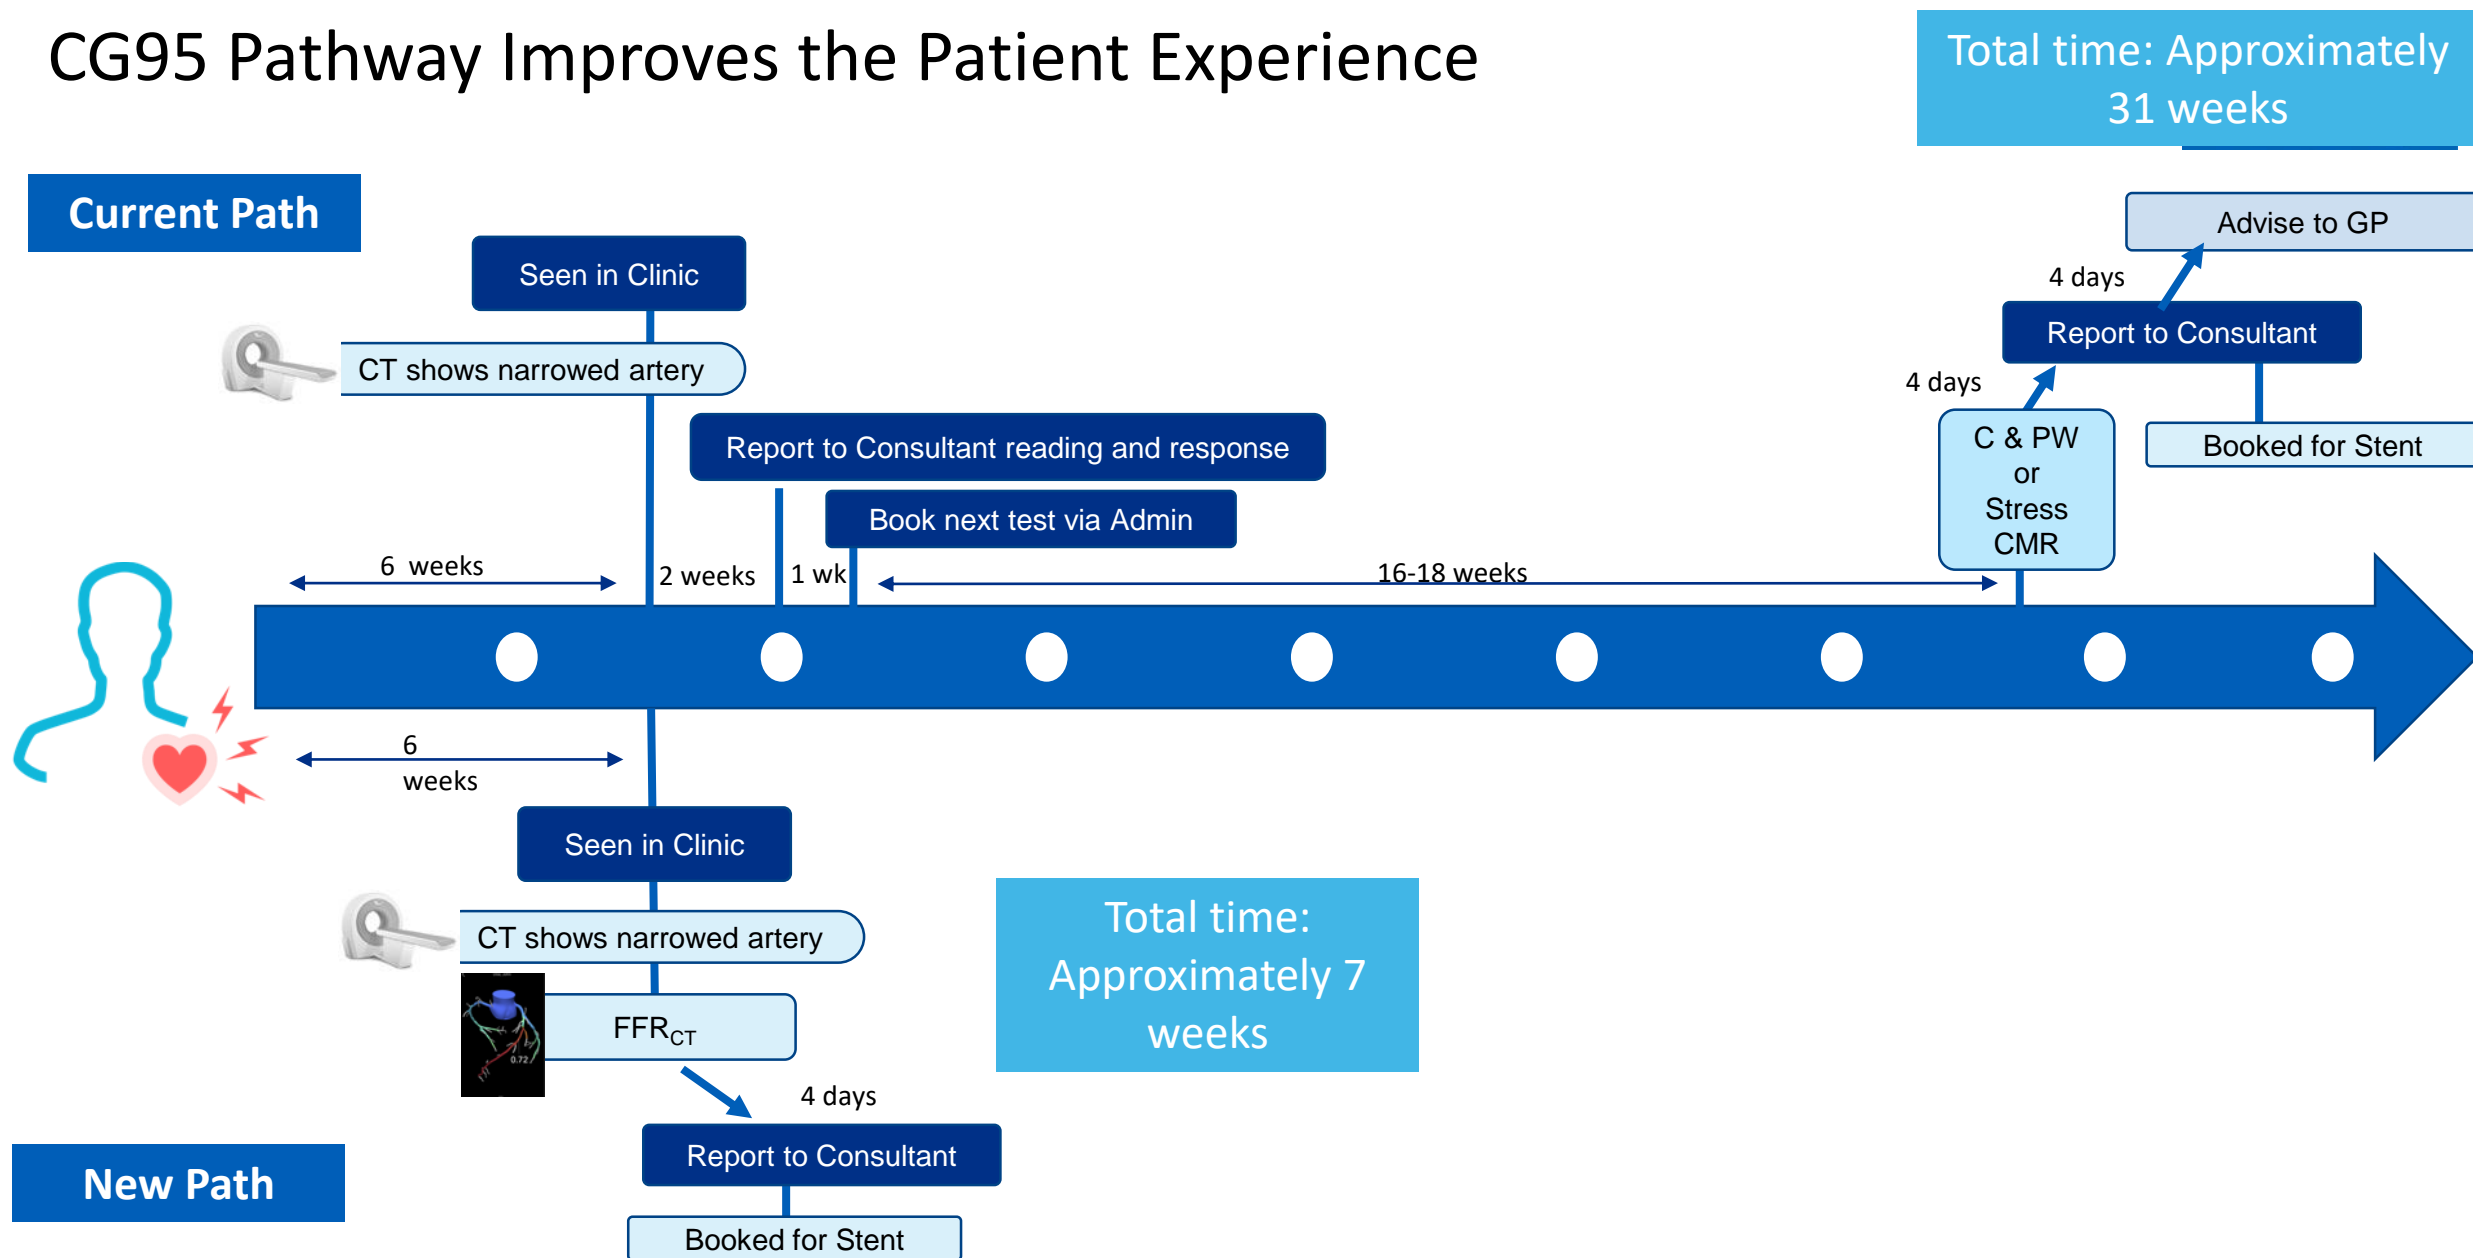 CG95 Pathway Improves the Patient Experience
Total time: Approximately
31 weeks
Current Path
Advise to GP
Seen in Clinic
4 days
Report to Consultant
CT shows narrowed artery
4 days
C & PW
or
Stress
CMR
Booked for Stent
Report to Consultant reading and response
Book next test via Admin
6 weeks
2 weeks
1 wk
16-18 weeks
6
weeks
Seen in Clinic
CT shows narrowed artery
Total time:
Approximately 7
weeks
FFRCT
0.72
4 days
Report to Consultant
New Path
Booked for Stent